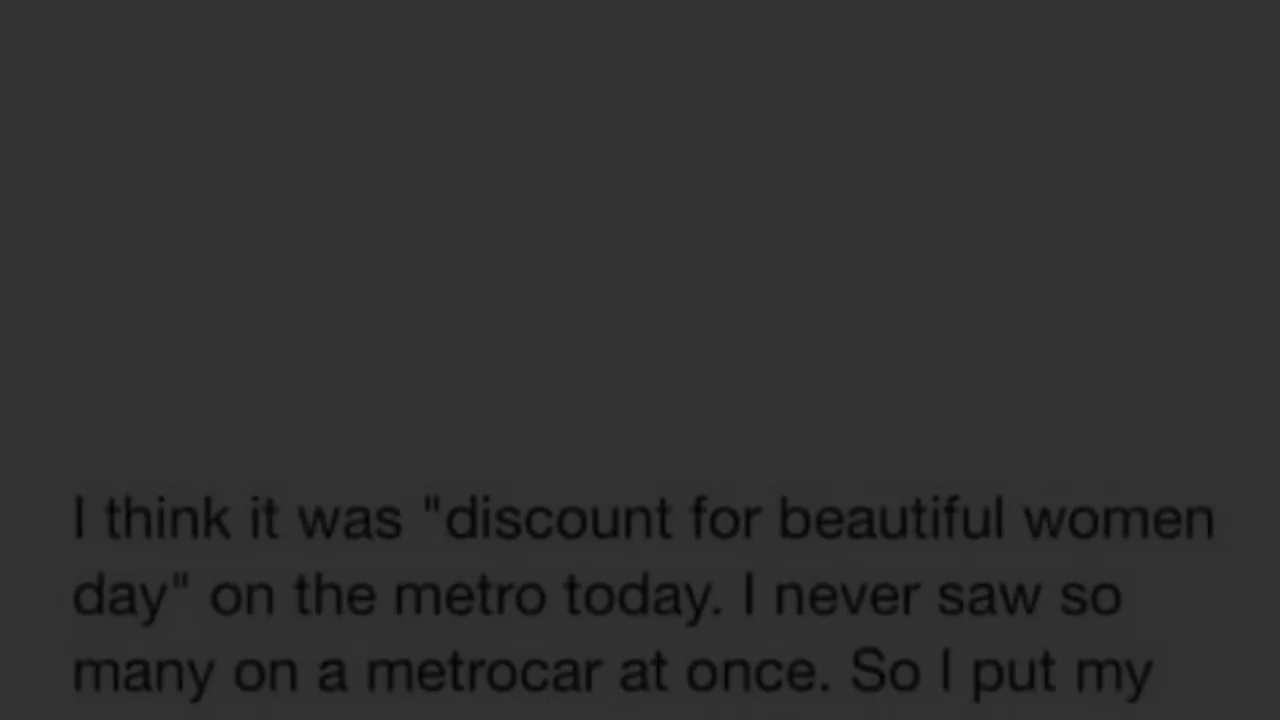 I think it was "discount for beautiful women
day" on the metro today. I never saw so
many on a metrocar at once. So I put my